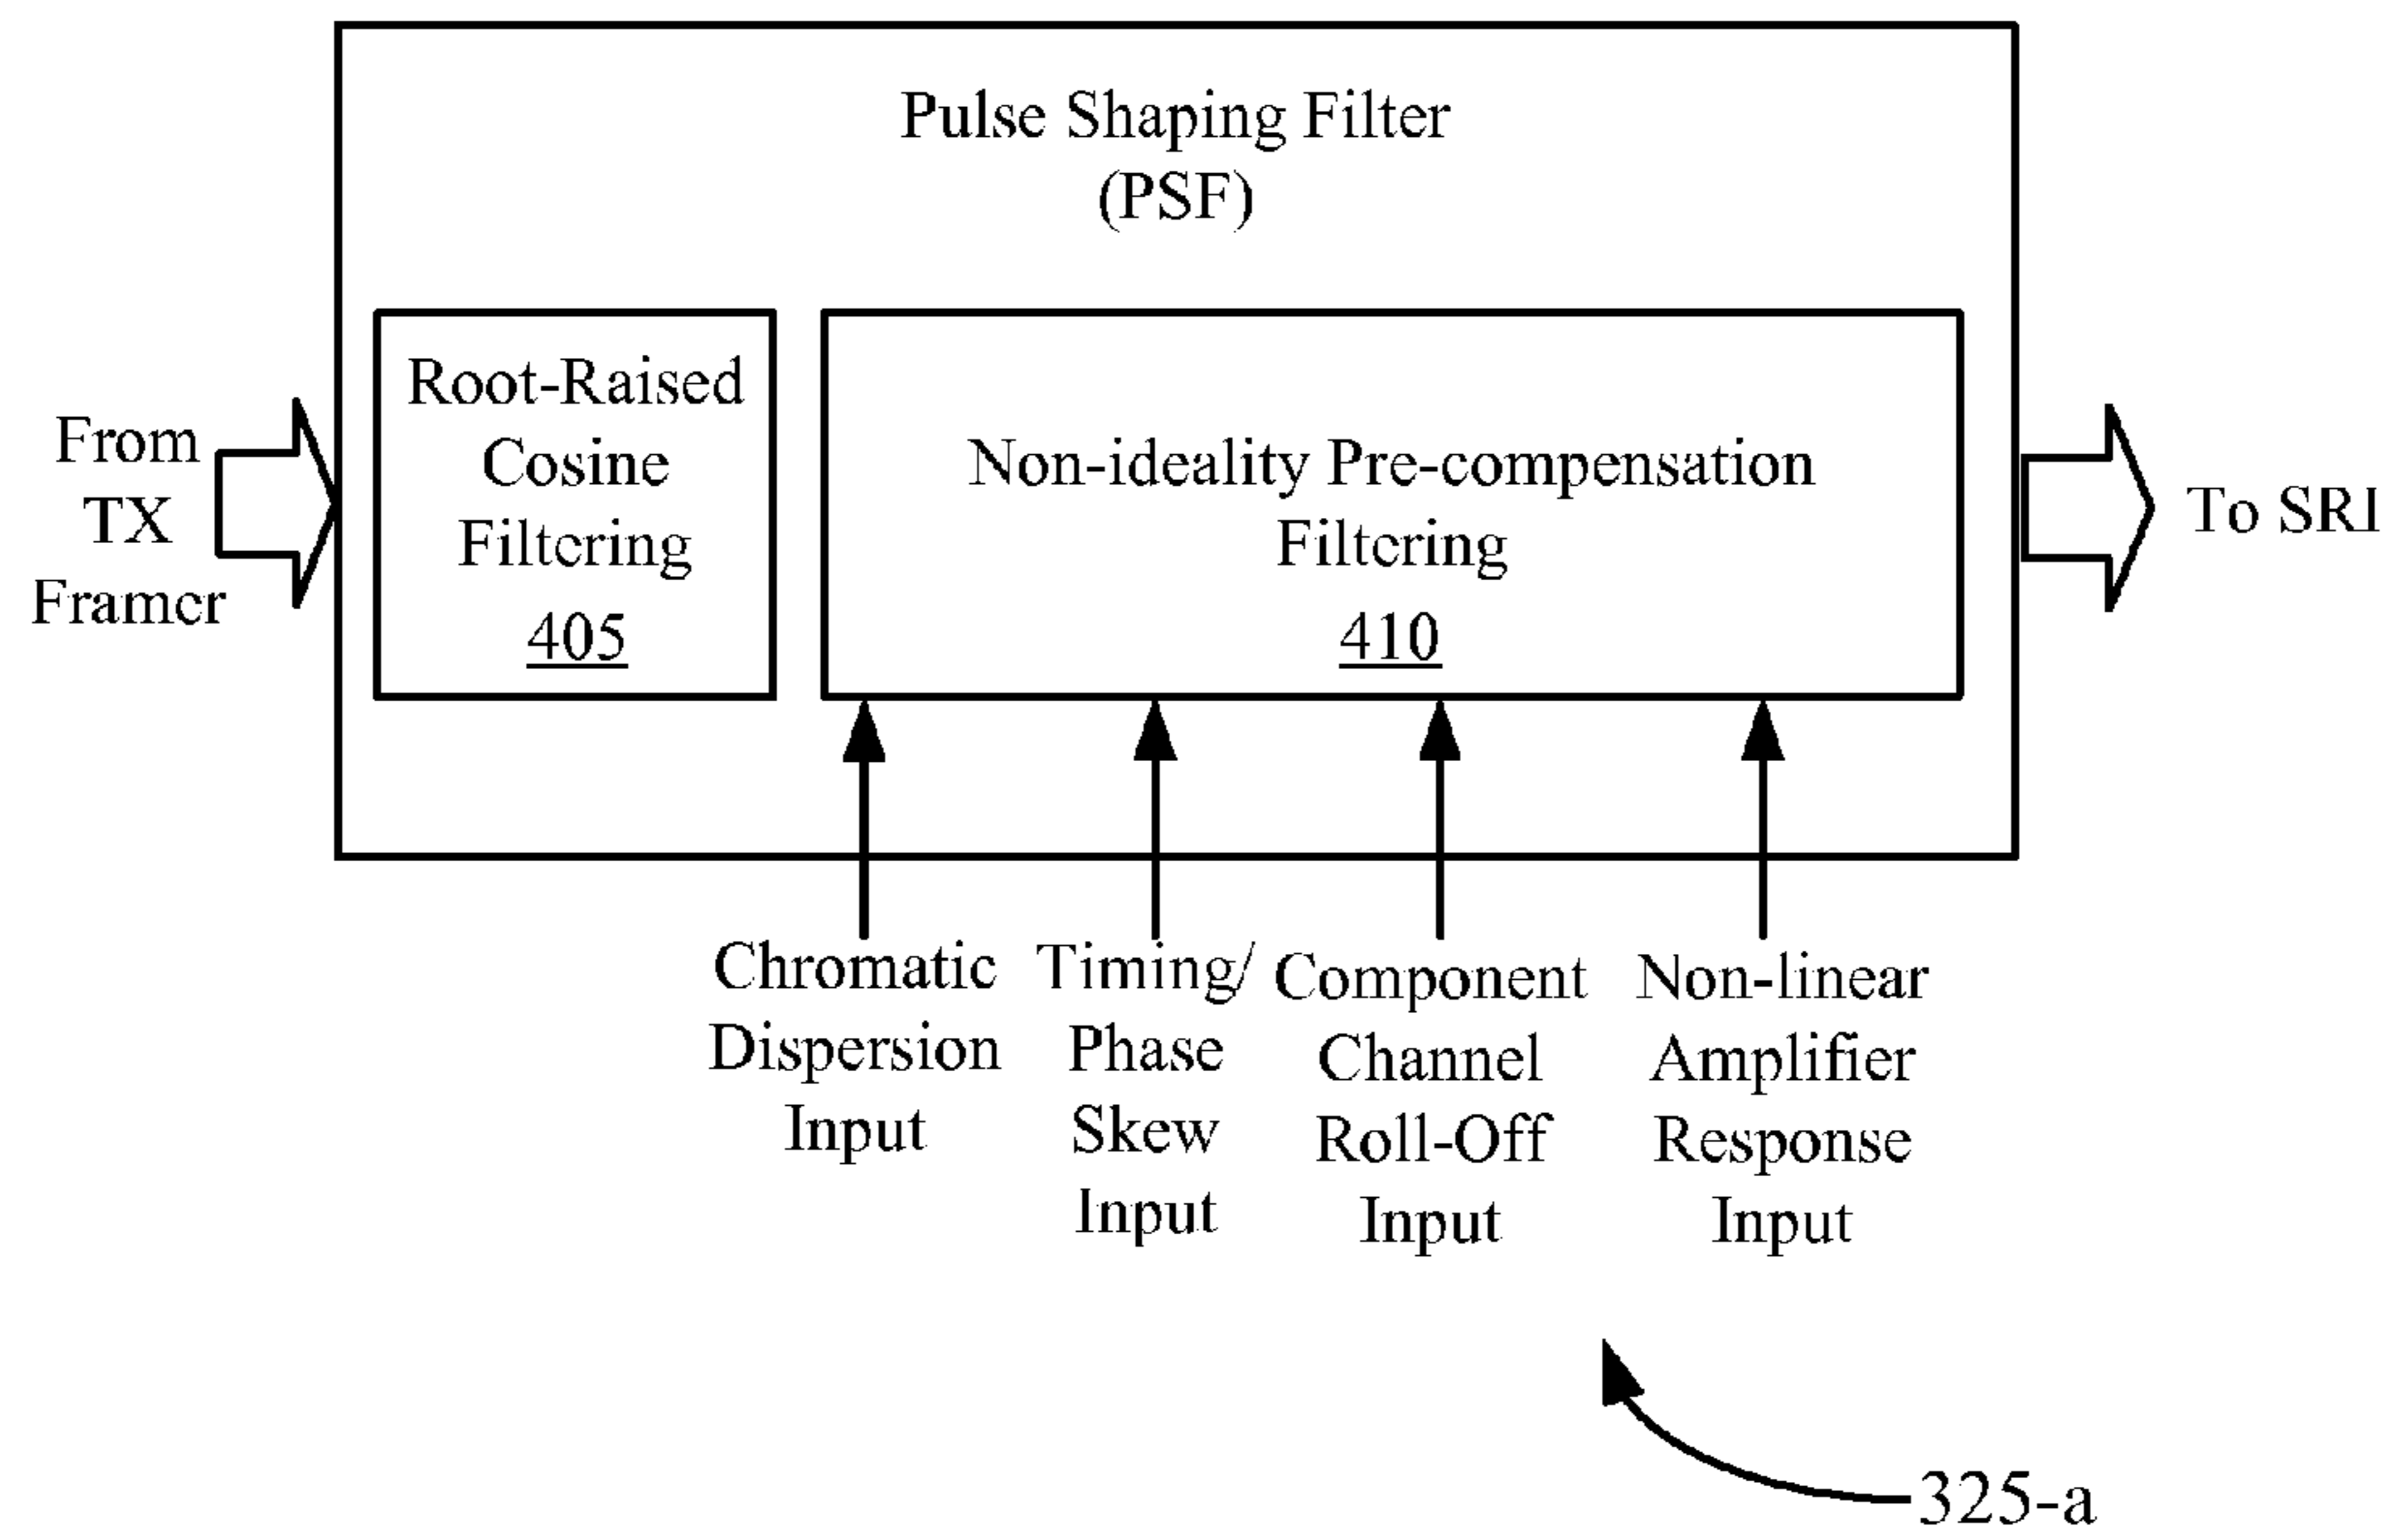 Pulse Shaping Filter
(PSF)
From
TX
Framer
Root-Raised
Cosine
Filtering
405
Non-ideality Pre-compensation
Filtering
410
To SRI
Chromatic
Dispersion
Input
Timing/
Phase
Skew
Input
Component
Channel
Roll-Off
Input
Non-linear
Amplifier
Response
Input
325-a